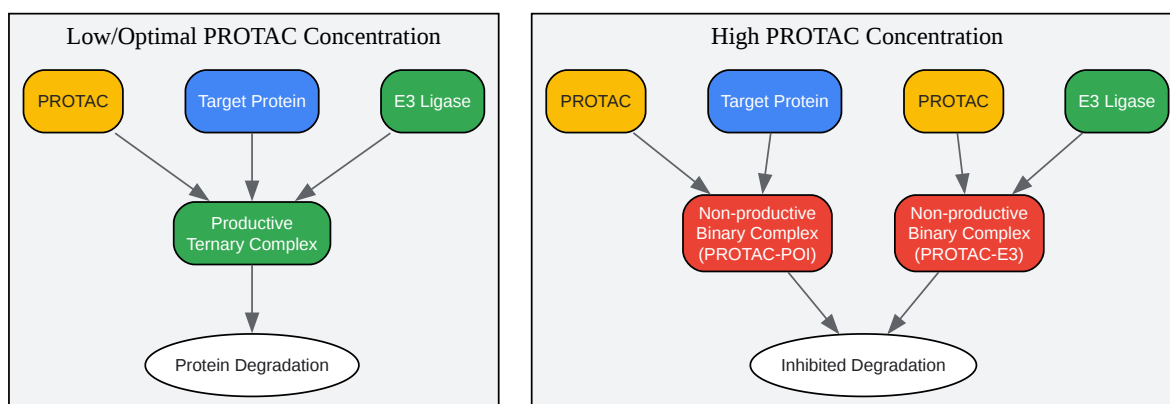 Low/Optimal PROTAC Concentration
PROTAC
Target Protein
E3 Ligase
Productive
Ternary Complex
Protein Degradation
High PROTAC Concentration
PROTAC
Target Protein
PROTAC
E3 Ligase
Non-productive
Binary Complex
(PROTAC-POI)
Non-productive
Binary Complex
(PROTAC-E3)
Inhibited Degradation